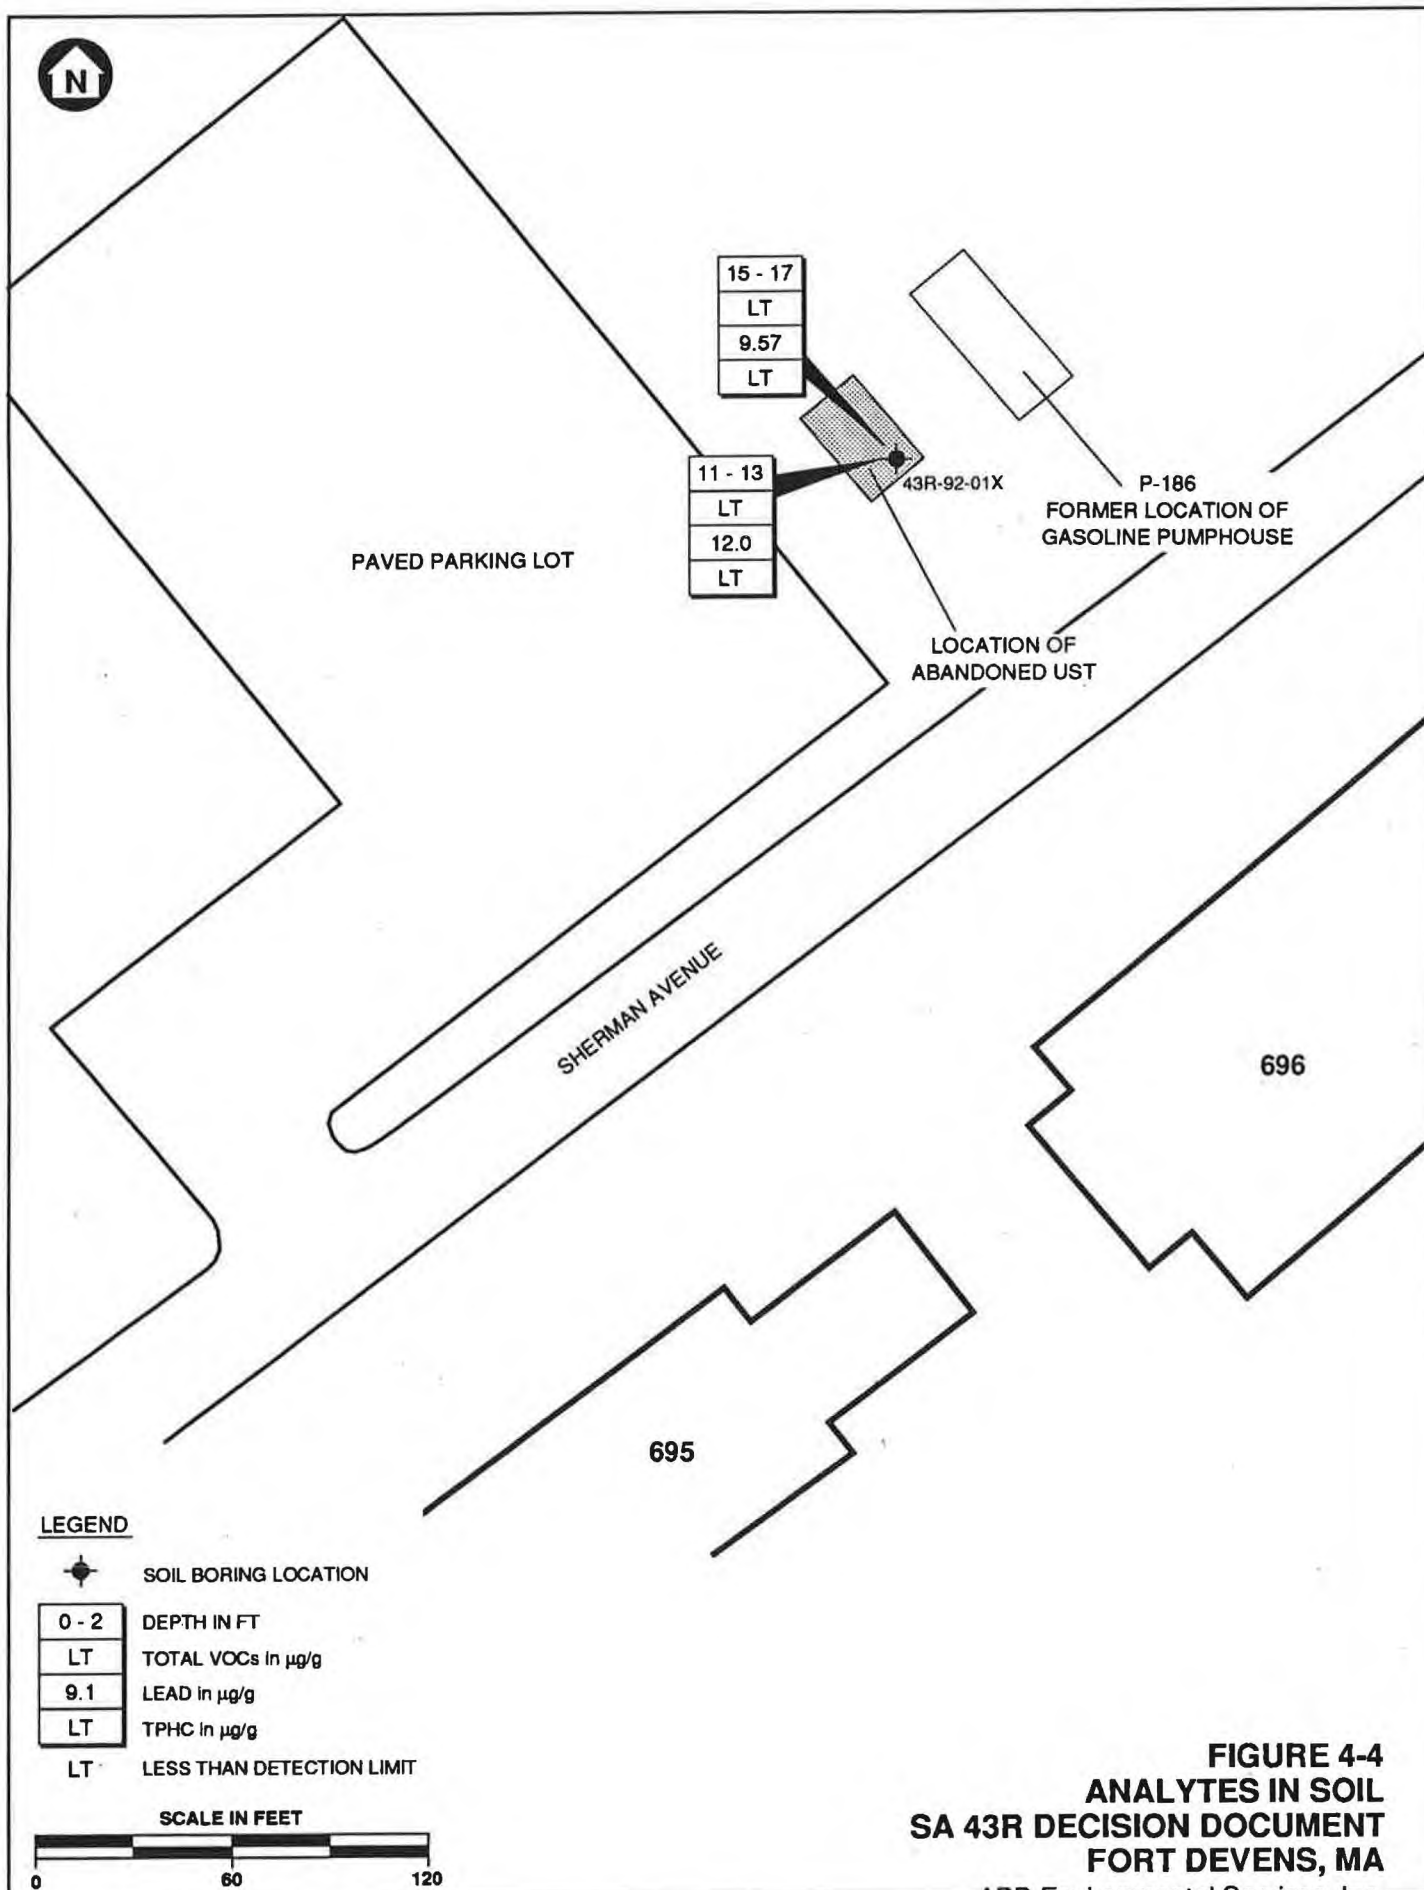 N
15 - 17
LT
9.57
LT
11 - 13
LT
12.0
LT
43R-92-01X
P-186
FORMER LOCATION OF
GASOLINE PUMPHOUSE
PAVED PARKING LOT
LOCATION OF
ABANDONED UST
SHERMAN AVENUE
696
695
LEGEND
SOIL BORING LOCATION
0 - 2 DEPTH IN FT
LT TOTAL VOCs in µg/g
9.1 LEAD in µg/g
LT TPHC in µg/g
LT LESS THAN DETECTION LIMIT
SCALE IN FEET
0 60 120
FIGURE 4-4
ANALYTES IN SOIL
SA 43R DECISION DOCUMENT
FORT DEVENS, MA